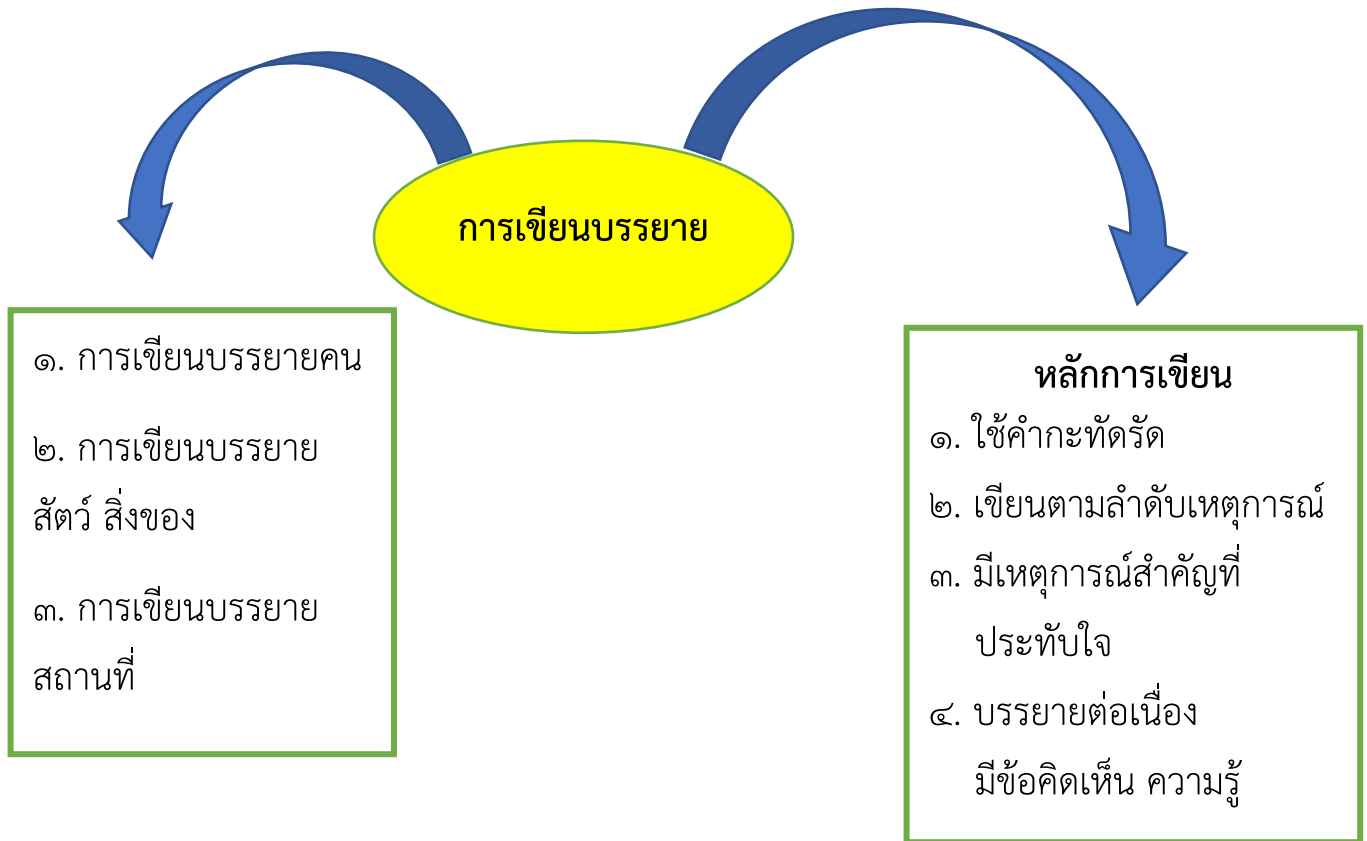 การเขียนบรรยาย
๑. การเขียนบรรยายคน
๒. การเขียนบรรยาย
สัตว์ สิ่งของ
๓. การเขียนบรรยาย
สถานที่
หลักการเขียน
๑. ใช้คำกะทัดรัด
๒. เขียนตามลำดับเหตุการณ์
๓. มีเหตุการณ์สำคัญที่
ประทับใจ
๔. บรรยายต่อเนื่อง
มีข้อคิดเห็น ความรู้